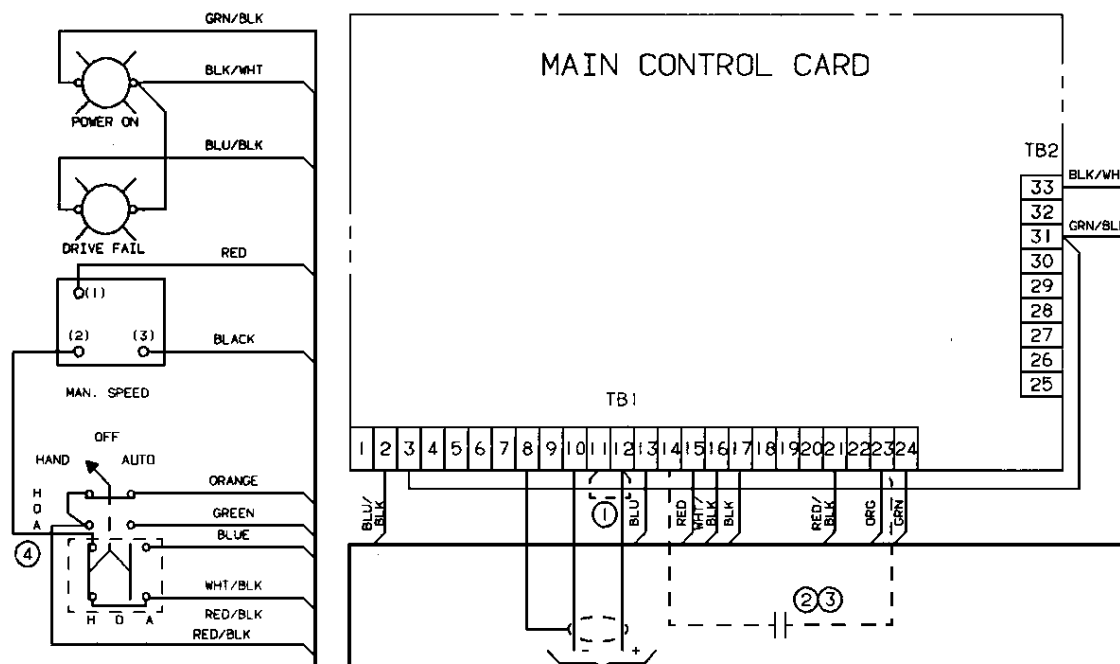 GRN/BLK
BLK/WHT
POWER ON
BLU/BLK
DRIVE FAIL
RED
(1)
(2) (3)
BLACK
MAN. SPEED
OFF
HAND AUTO
H
O
A
ORANGE
GREEN
BLUE
4
WHT/BLK
H O A
RED/BLK
RED/BLK
MAIN CONTROL CARD
TB2
33
32
31
30
29
28
27
26
25
BLK/WH
GRN/BL
TB1
1 2 3 4 5 6 7 8 9 10 11 12 13 14 15 16 17 18 19 20 21 22 23 24
BLU/
BLK
1
BLU
RED
WHT/
BLK
BLK
RED/
BLK
ORG
GRN
2 3
- +